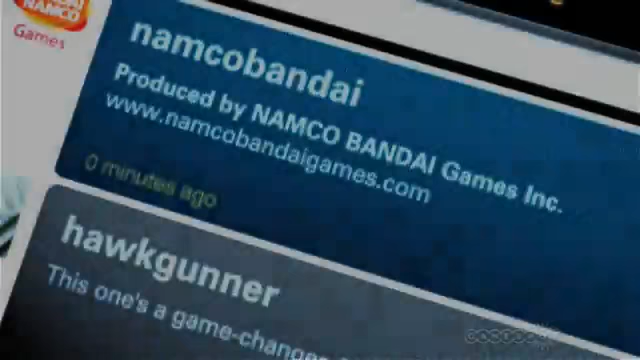 BANDAI
NAMCO
Games
namcobandai
Produced by NAMCO BANDAI Games Inc.
www.namcobandaigames.com
0 minutes ago
hawkgunner
This one's a game-changer